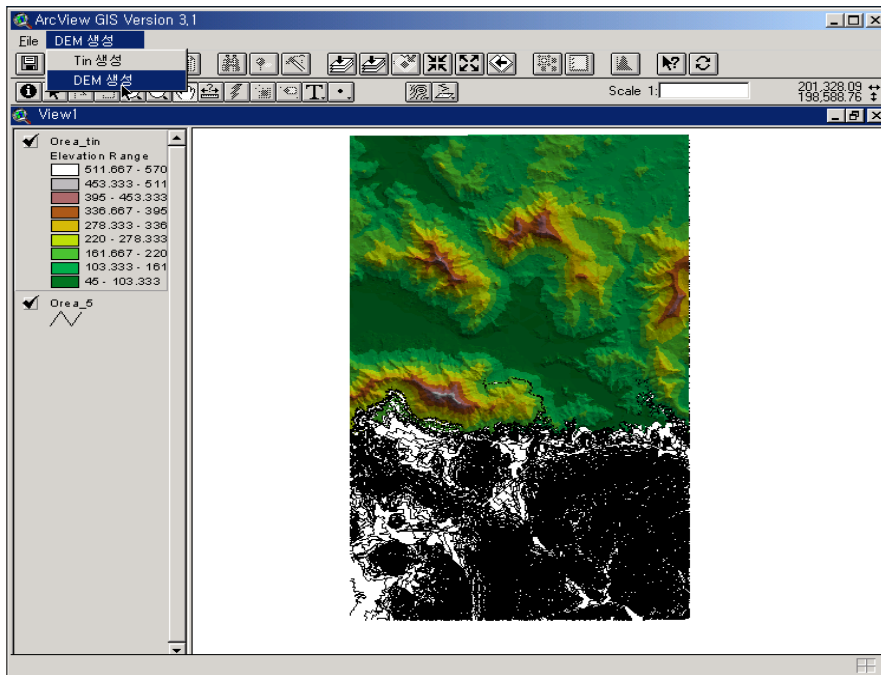 ArcView GIS Version 3.1
File DEM 생성
Tin 생성
DEM 생성
Scale 1:
201,328.09
198,588.76
View1
Orea_tin
Elevation Range
511.667 - 570
453.333 - 511
395 - 453.333
336.667 - 395
278.333 - 336
220 - 278.333
161.667 - 220
103.333 - 161
45 - 103.333
Orea_5